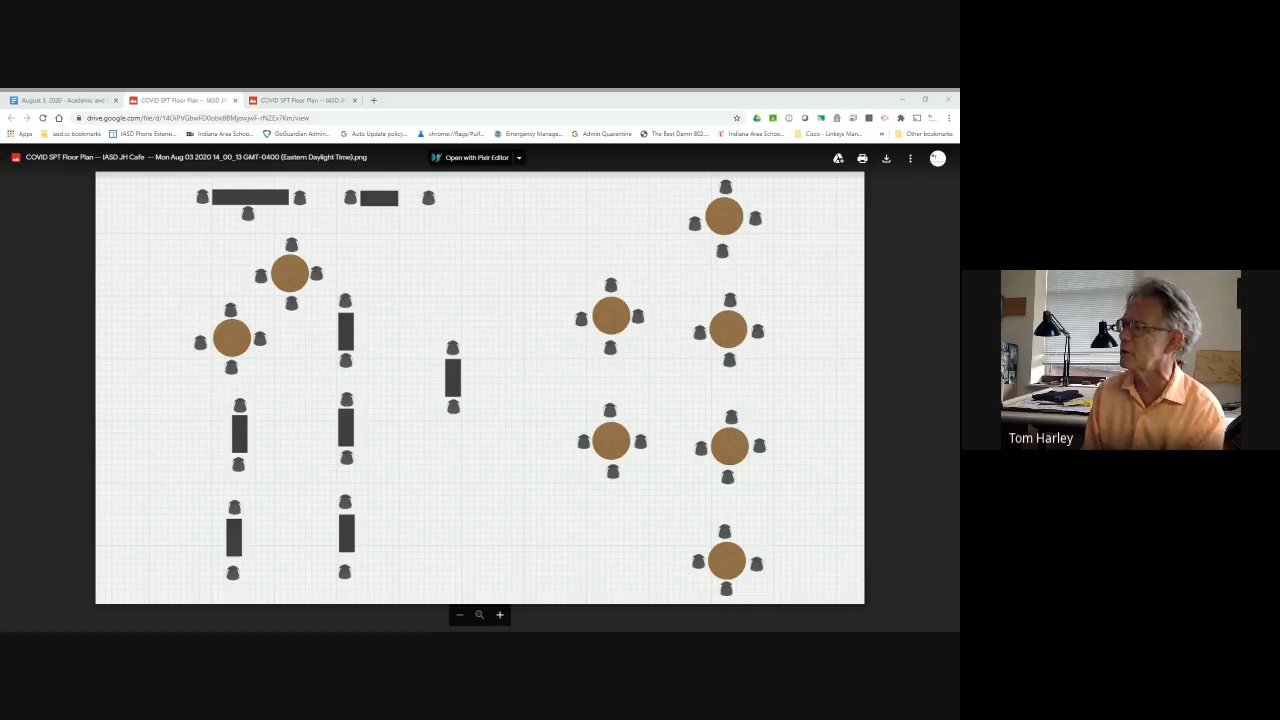 August 3, 2020 - Academic and
COVID SPT Floor Plan — IASD JH
COVID SPT Floor Plan — IASD JH
drive.google.com/file/d/
/view
Apps
iasd.cc bookmarks
IASD Phone Extensi...
Indiana Area Schoo...
GoGuardian Admin...
Auto Update policy...
chrome://flags/#uif...
Emergency Manage...
Admin Quarantine
The Best Damn 802....
Indiana Area Schoo...
Cisco - Linksys Man...
Other bookmarks
COVID SPT Floor Plan — IASD JH Cafe — Mon Aug 03 2020 14_00_13 GMT-0400 (Eastern Daylight Time).png
Open with Pixlr Editor
Tom Harley